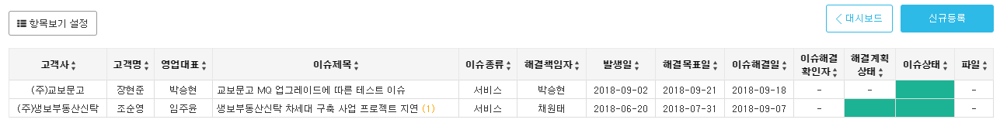 항목보기 설정
대시보드
신규등록
고객사 고객명 영업대표 이슈제목 이슈종류 해결책임자 발생일 해결목표일 이슈해결일 이슈해결 확인자 해결계획 상태 이슈상태 파일
(주)교보문고 장현준 박승현 교보문고 MQ 업그레이드에 따른 테스트 이슈 서비스 박승현 2018-09-02 2018-09-21 2018-09-18 - - -
(주)생보부동산신탁 조순영 임주윤 생보부동산신탁 차세대 구축 사업 프로젝트 지연 (1) 서비스 채원태 2018-06-20 2018-07-31 2018-09-07 - -